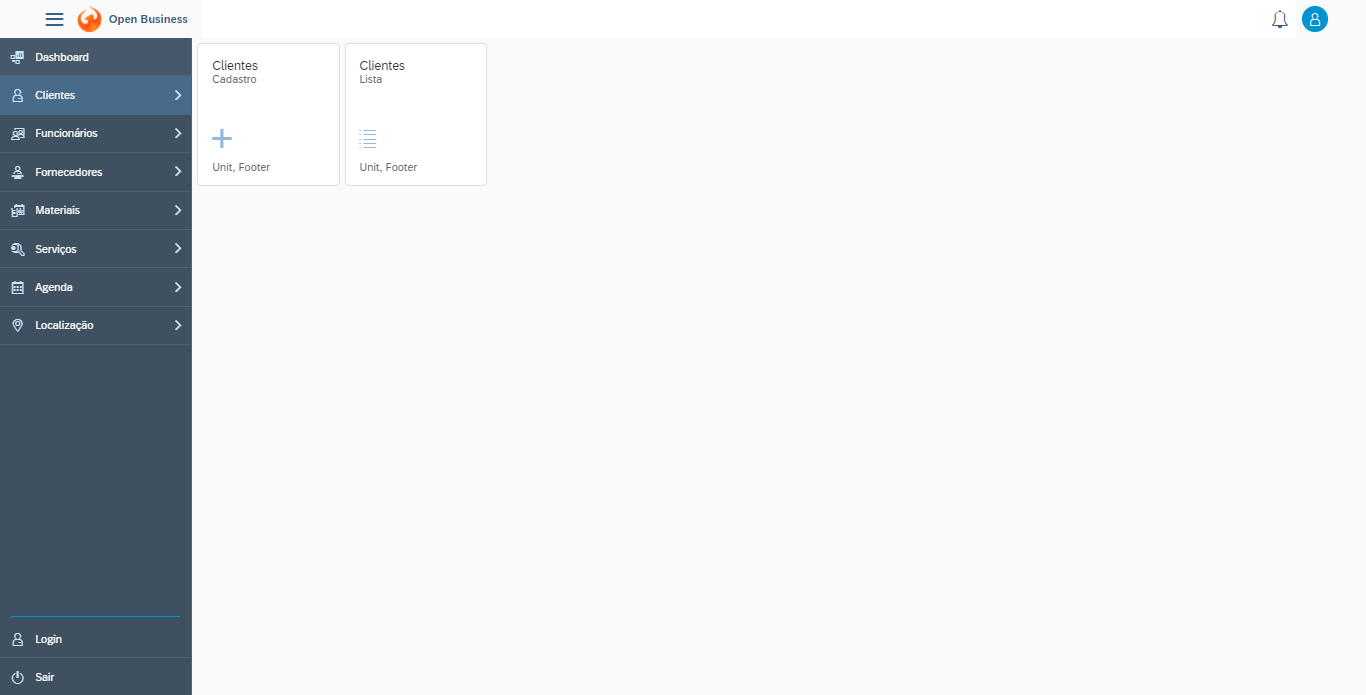 Open Business
Dashboard
Clientes
Funcionários
Fornecedores
Materiais
Serviços
Agenda
Localização
Login
Sair
Clientes
Cadastro
Unit, Footer
Clientes
Lista
Unit, Footer